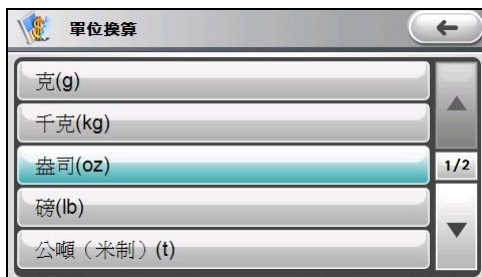 單位換算
克(g)
千克(kg)
盎司(oz)
1/2
磅(lb)
公噸（米制）(t)